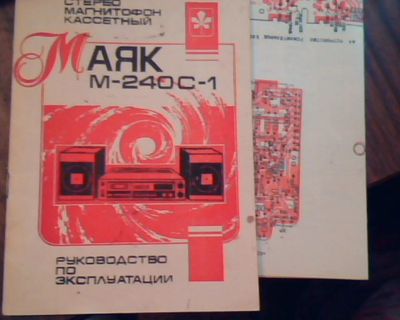 СТЕРЕО
МАГНИТОФОН
КАССЕТНЫЙ
МАЯК
М-240С-1
РУКОВОДСТВО
ПО
ЭКСПЛУАТАЦИИ